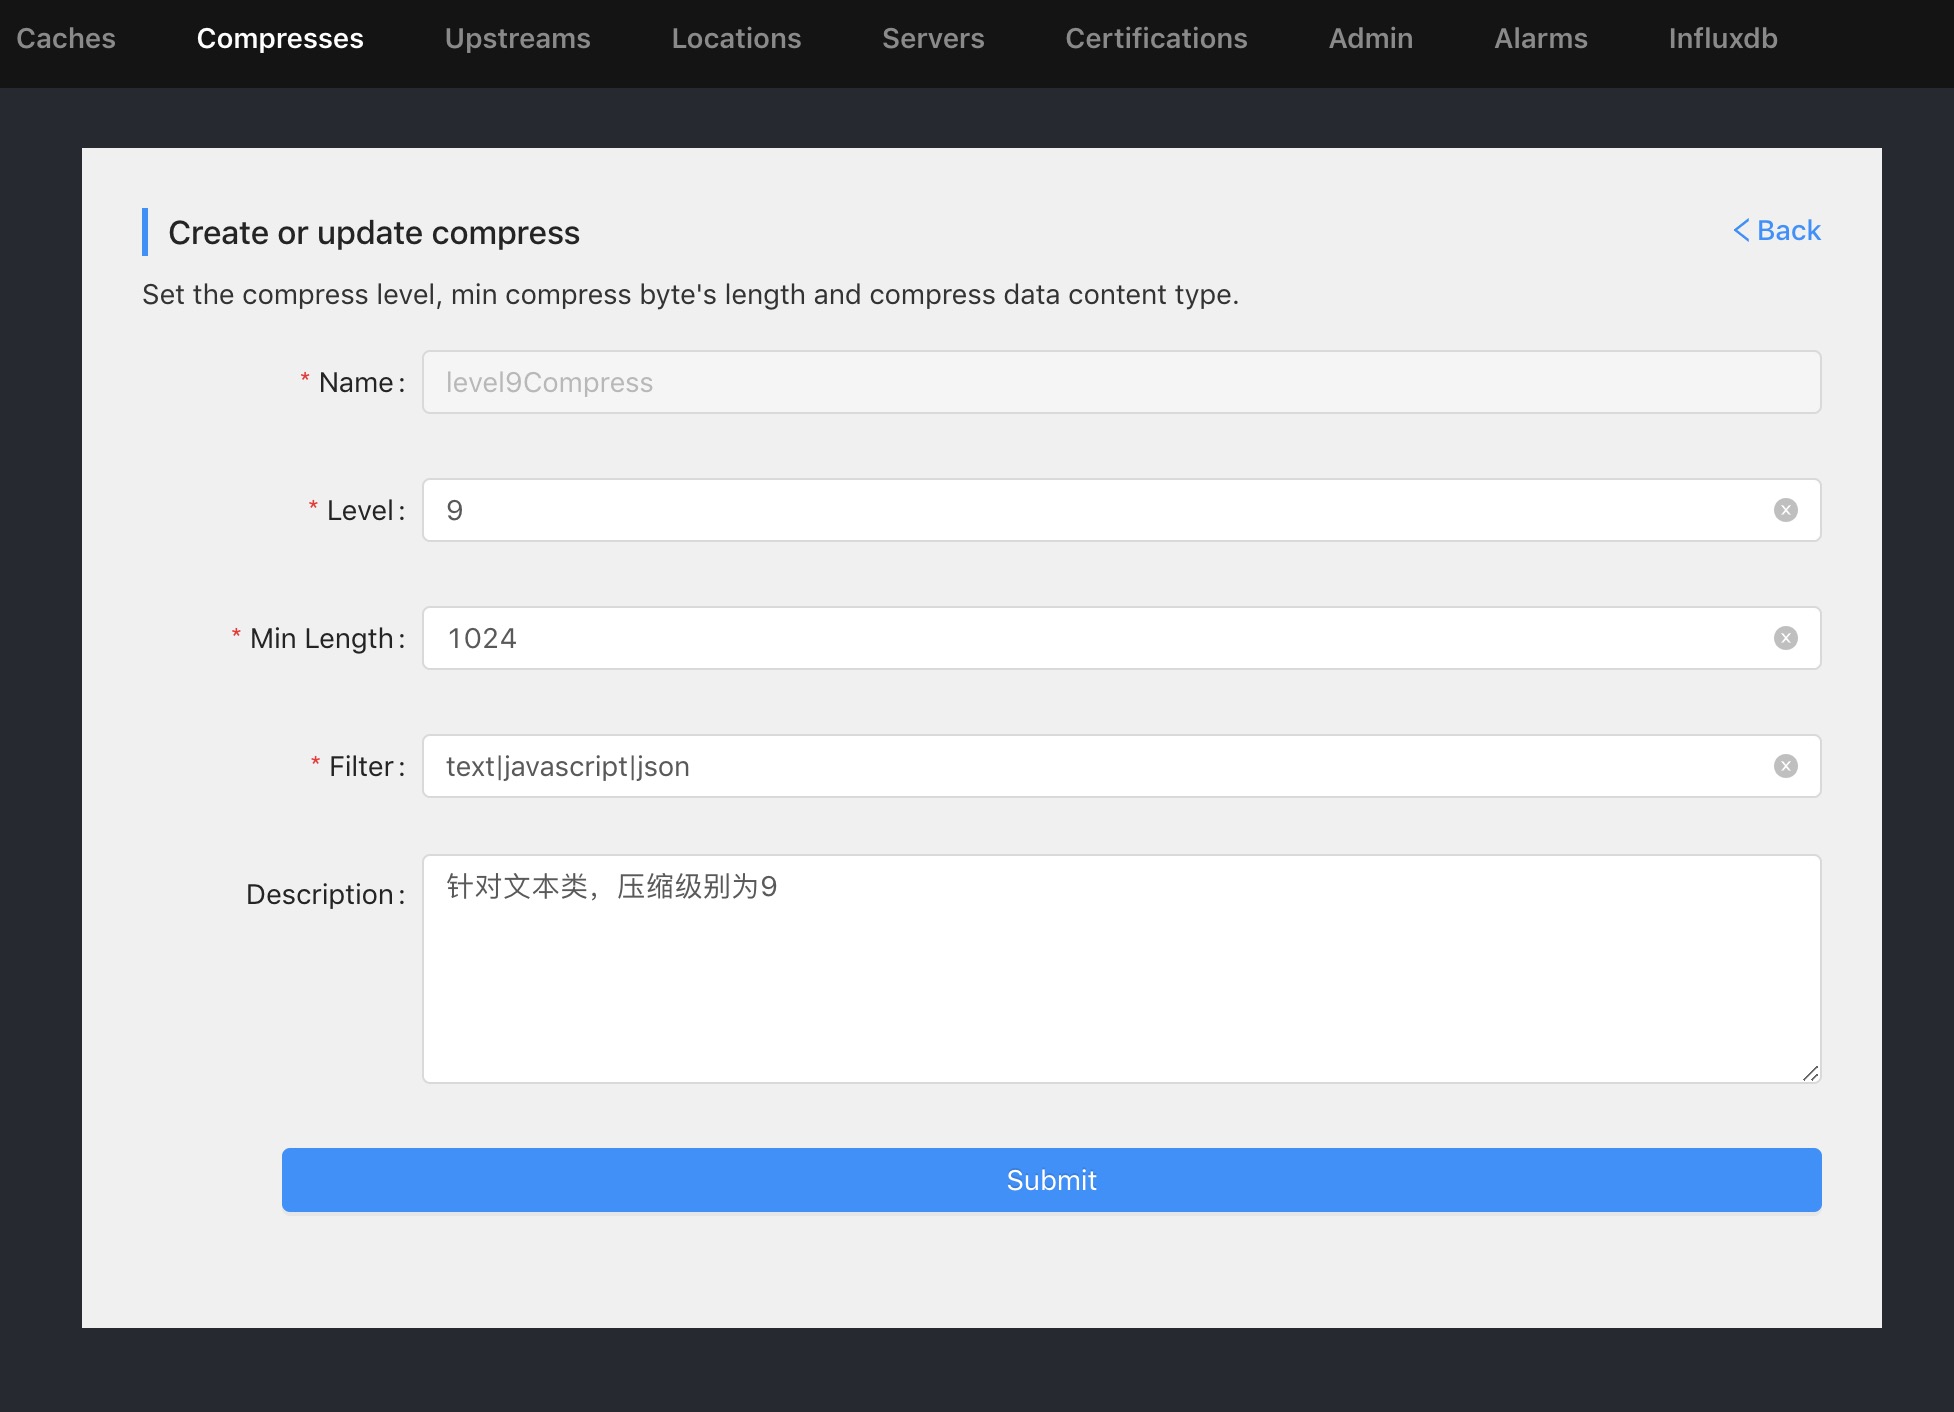 Caches Compresses Upstreams Locations Servers Certifications Admin Alarms Influxdb
Create or update compress
Back
Set the compress level, min compress byte's length and compress data content type.
* Name: level9Compress
* Level: 9
* Min Length: 1024
* Filter: text|javascript|json
Description: 针对文本类，压缩级别为9
Submit